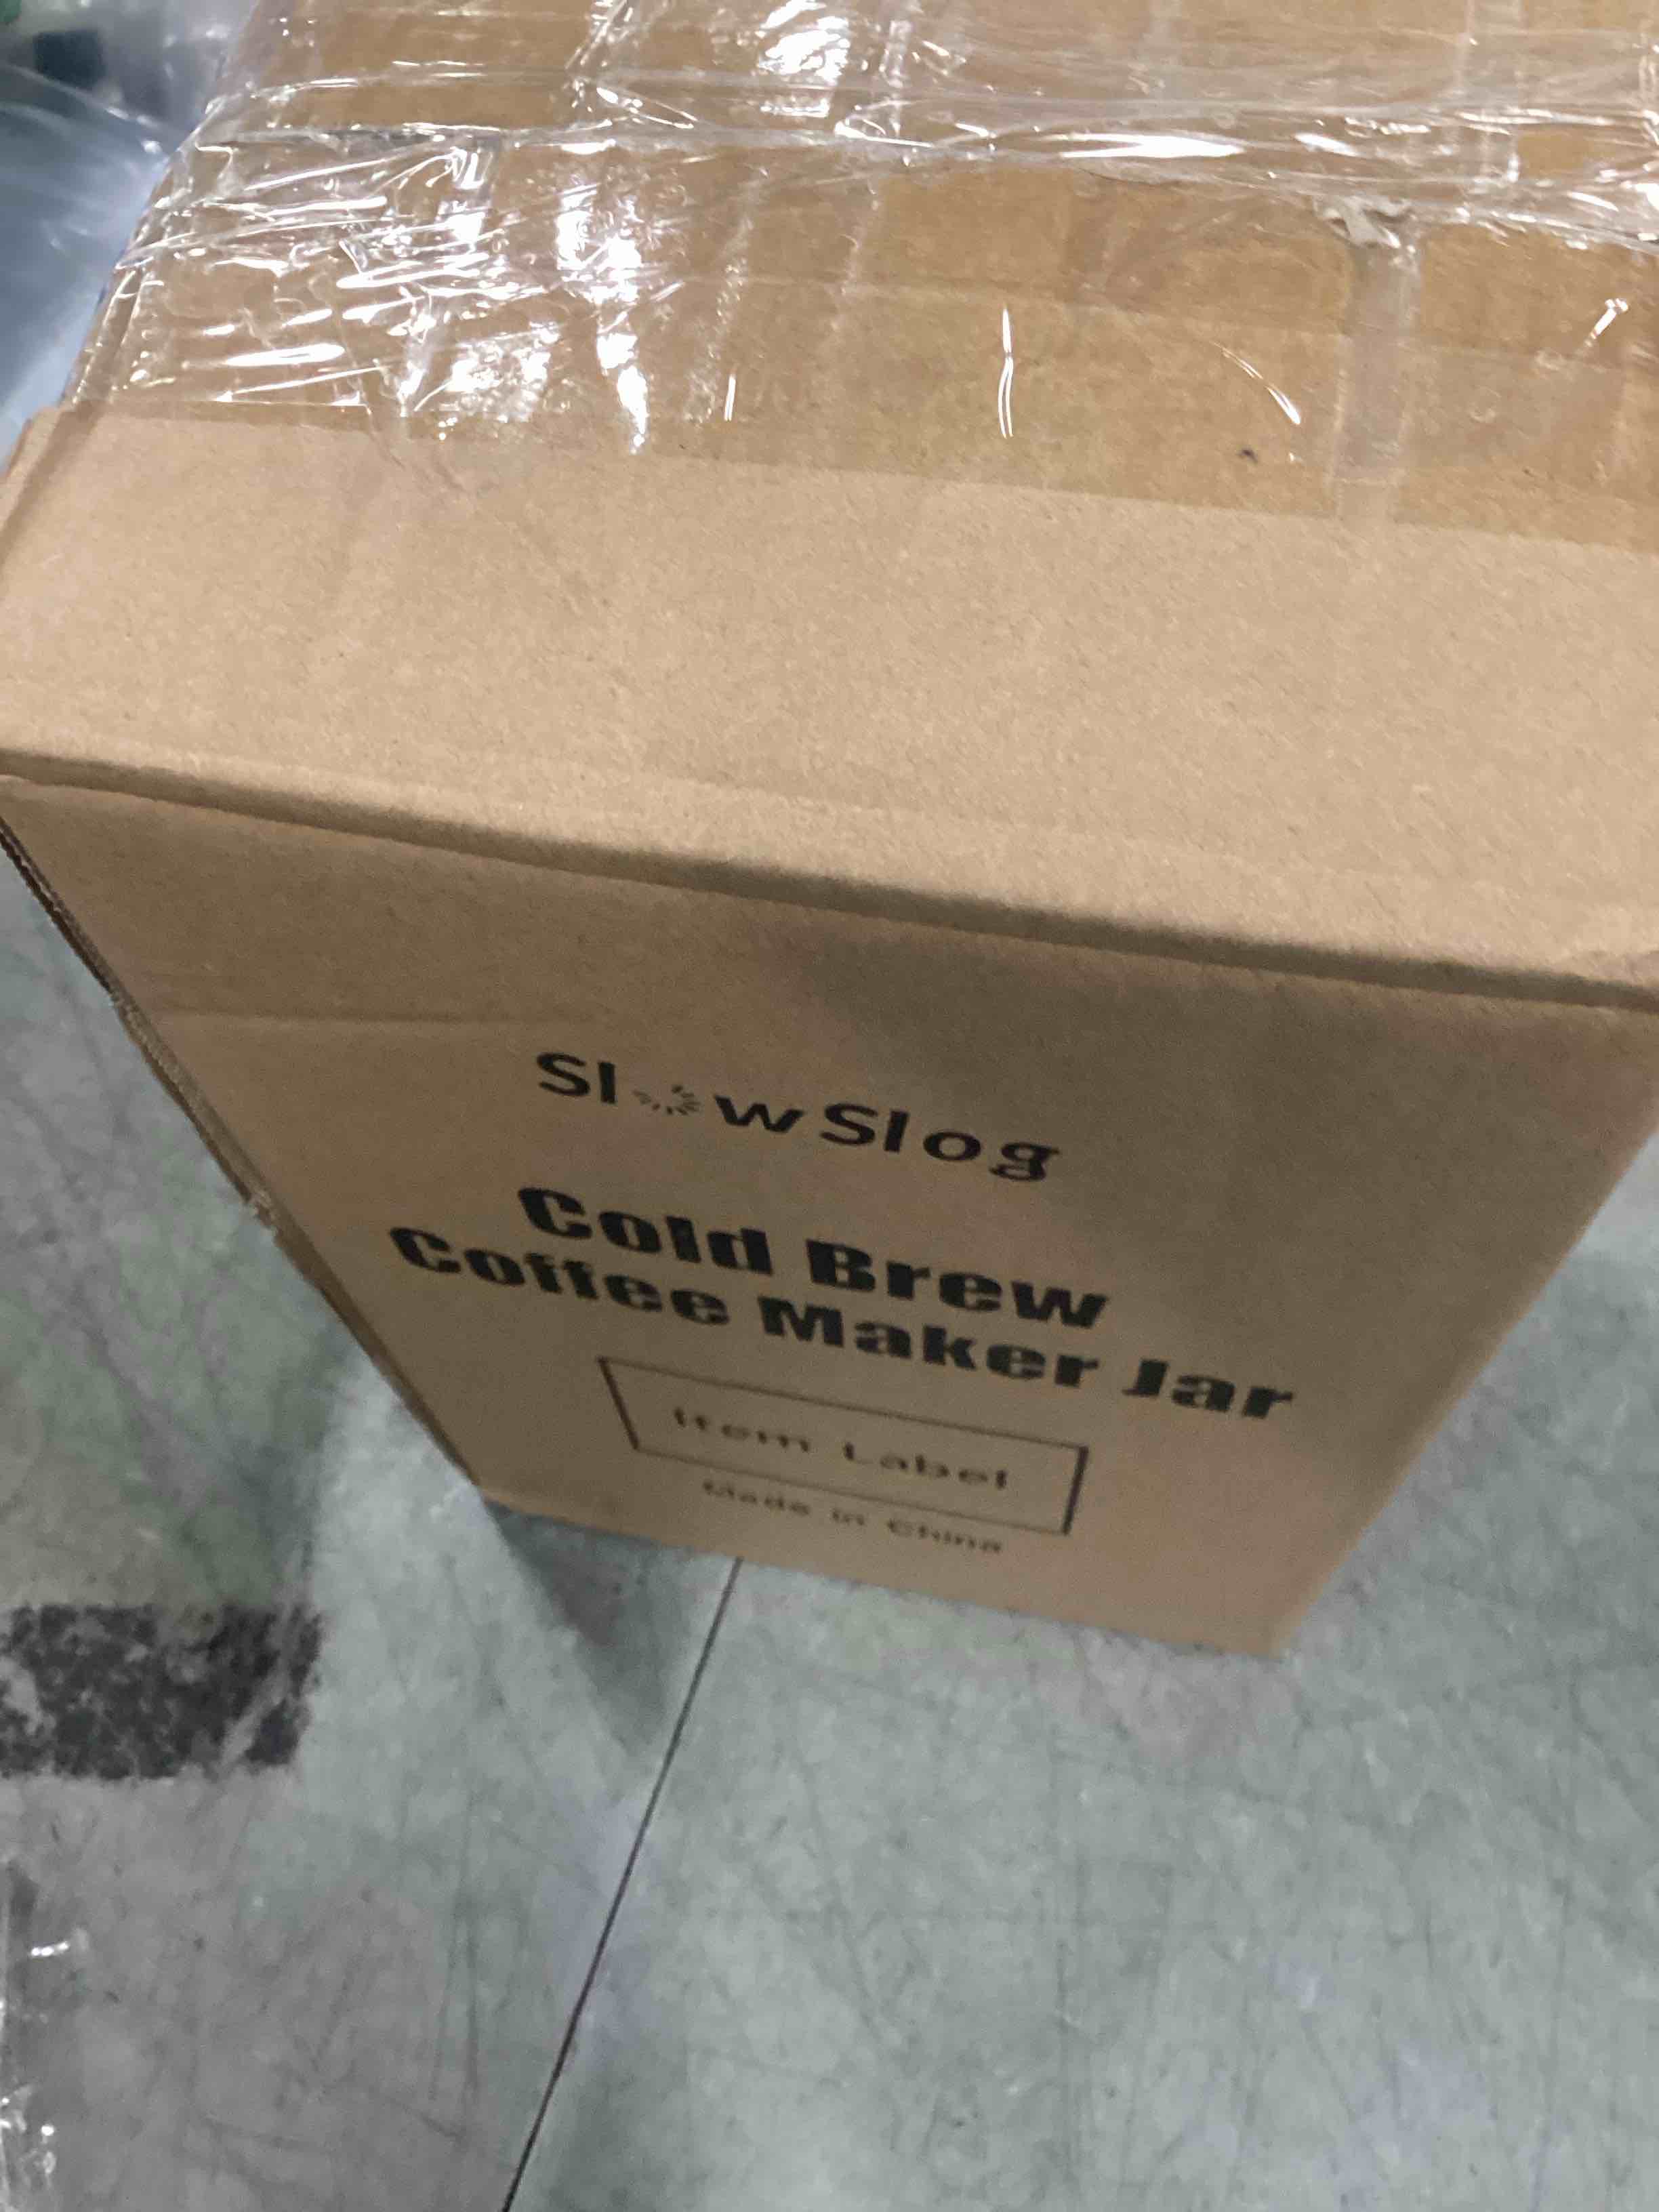 SlowSlog
Cold Brew
Coffee Maker Jar
Item Label
Made in China